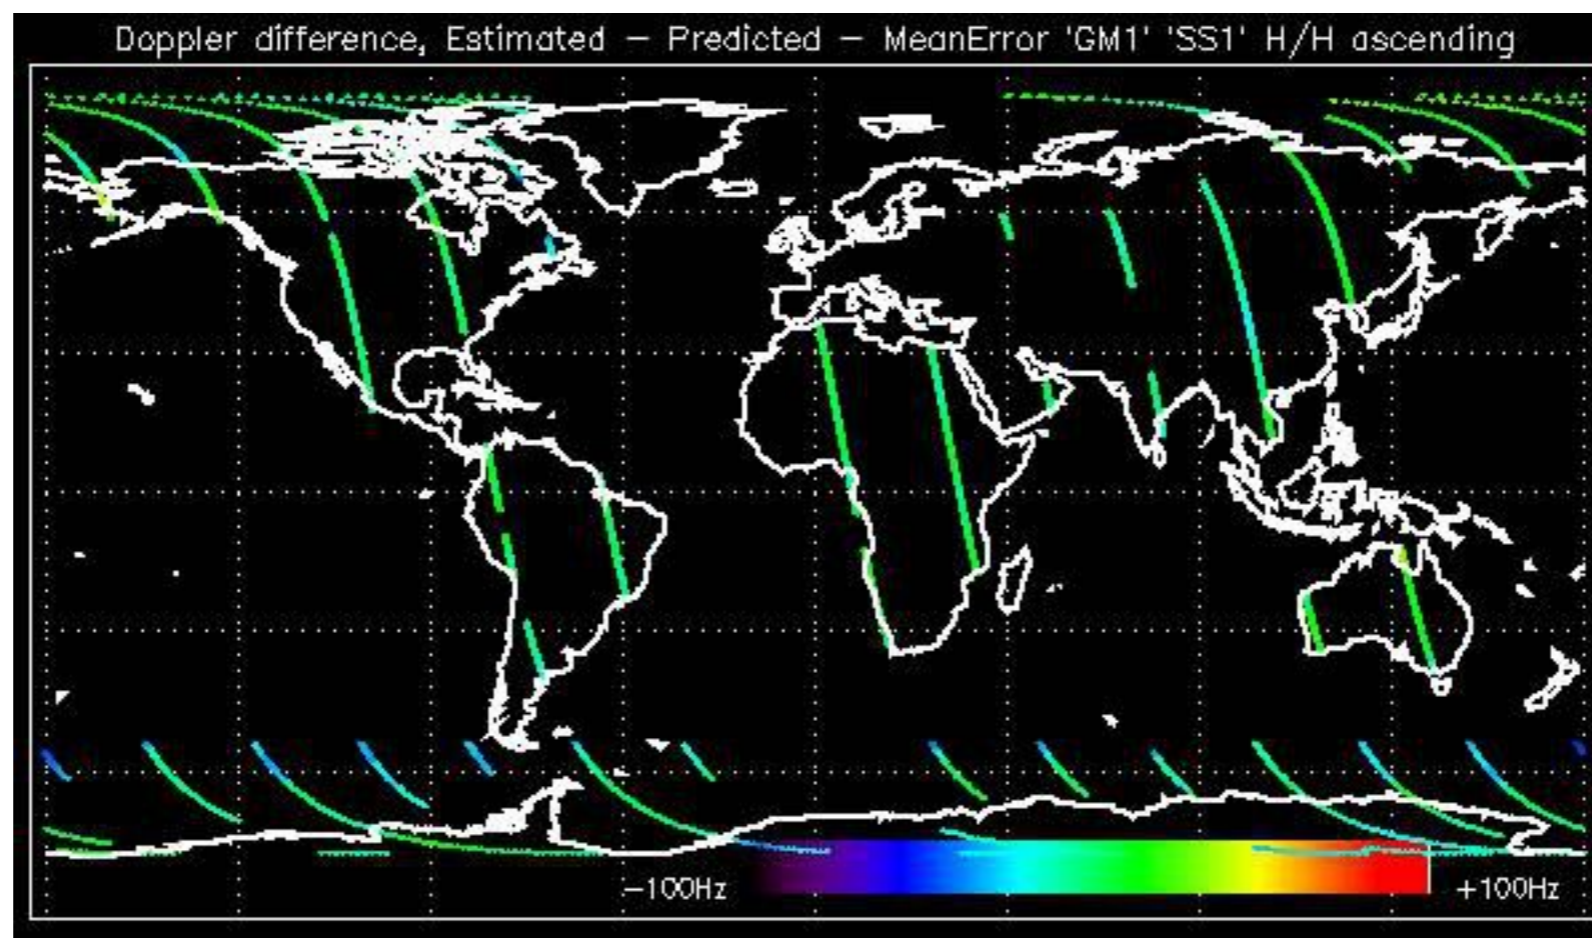 Doppler difference, Estimated – Predicted – MeanError 'GM1' 'SS1' H/H ascending
–100Hz +100Hz